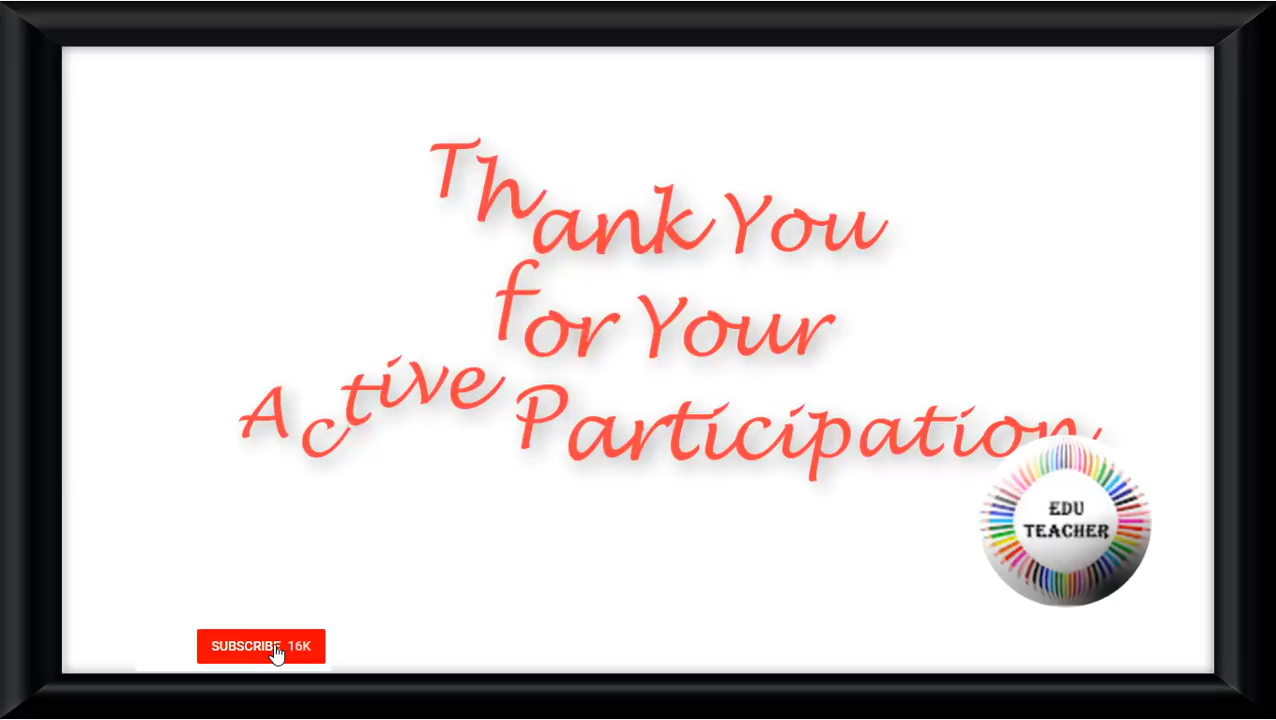 Thank You
for Your
Active Participation
EDU
TEACHER
SUBSCRIBE 16K